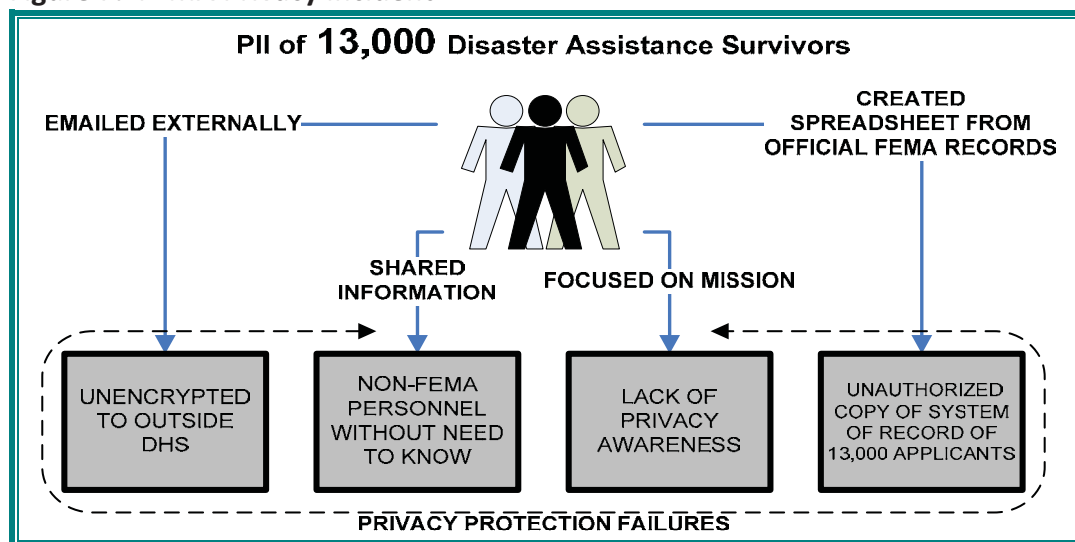 PII of 13,000 Disaster Assistance Survivors
EMAILED EXTERNALLY
CREATED
SPREADSHEET FROM
OFFICIAL FEMA RECORDS
SHARED
INFORMATION
FOCUSED ON MISSION
UNENCRYPTED
TO OUTSIDE
DHS
NON-FEMA
PERSONNEL
WITHOUT NEED
TO KNOW
LACK OF
PRIVACY
AWARENESS
UNAUTHORIZED
COPY OF SYSTEM
OF RECORD OF
13,000 APPLICANTS
PRIVACY PROTECTION FAILURES